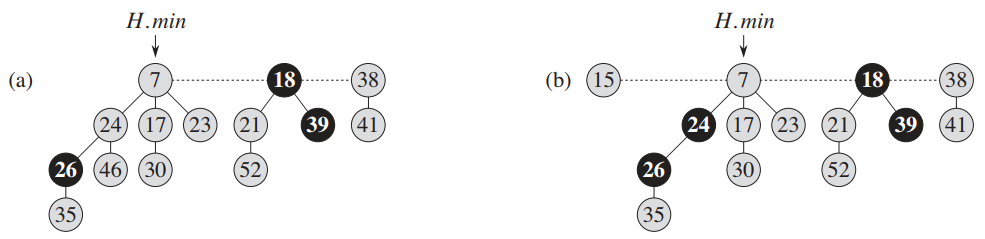 H.min H.min
(a) 7 18 38 (b) 15 7 18 38
24 17 23 21 39 41 24 17 23 21 39 41
26 46 30 52 26 30 52
35 35